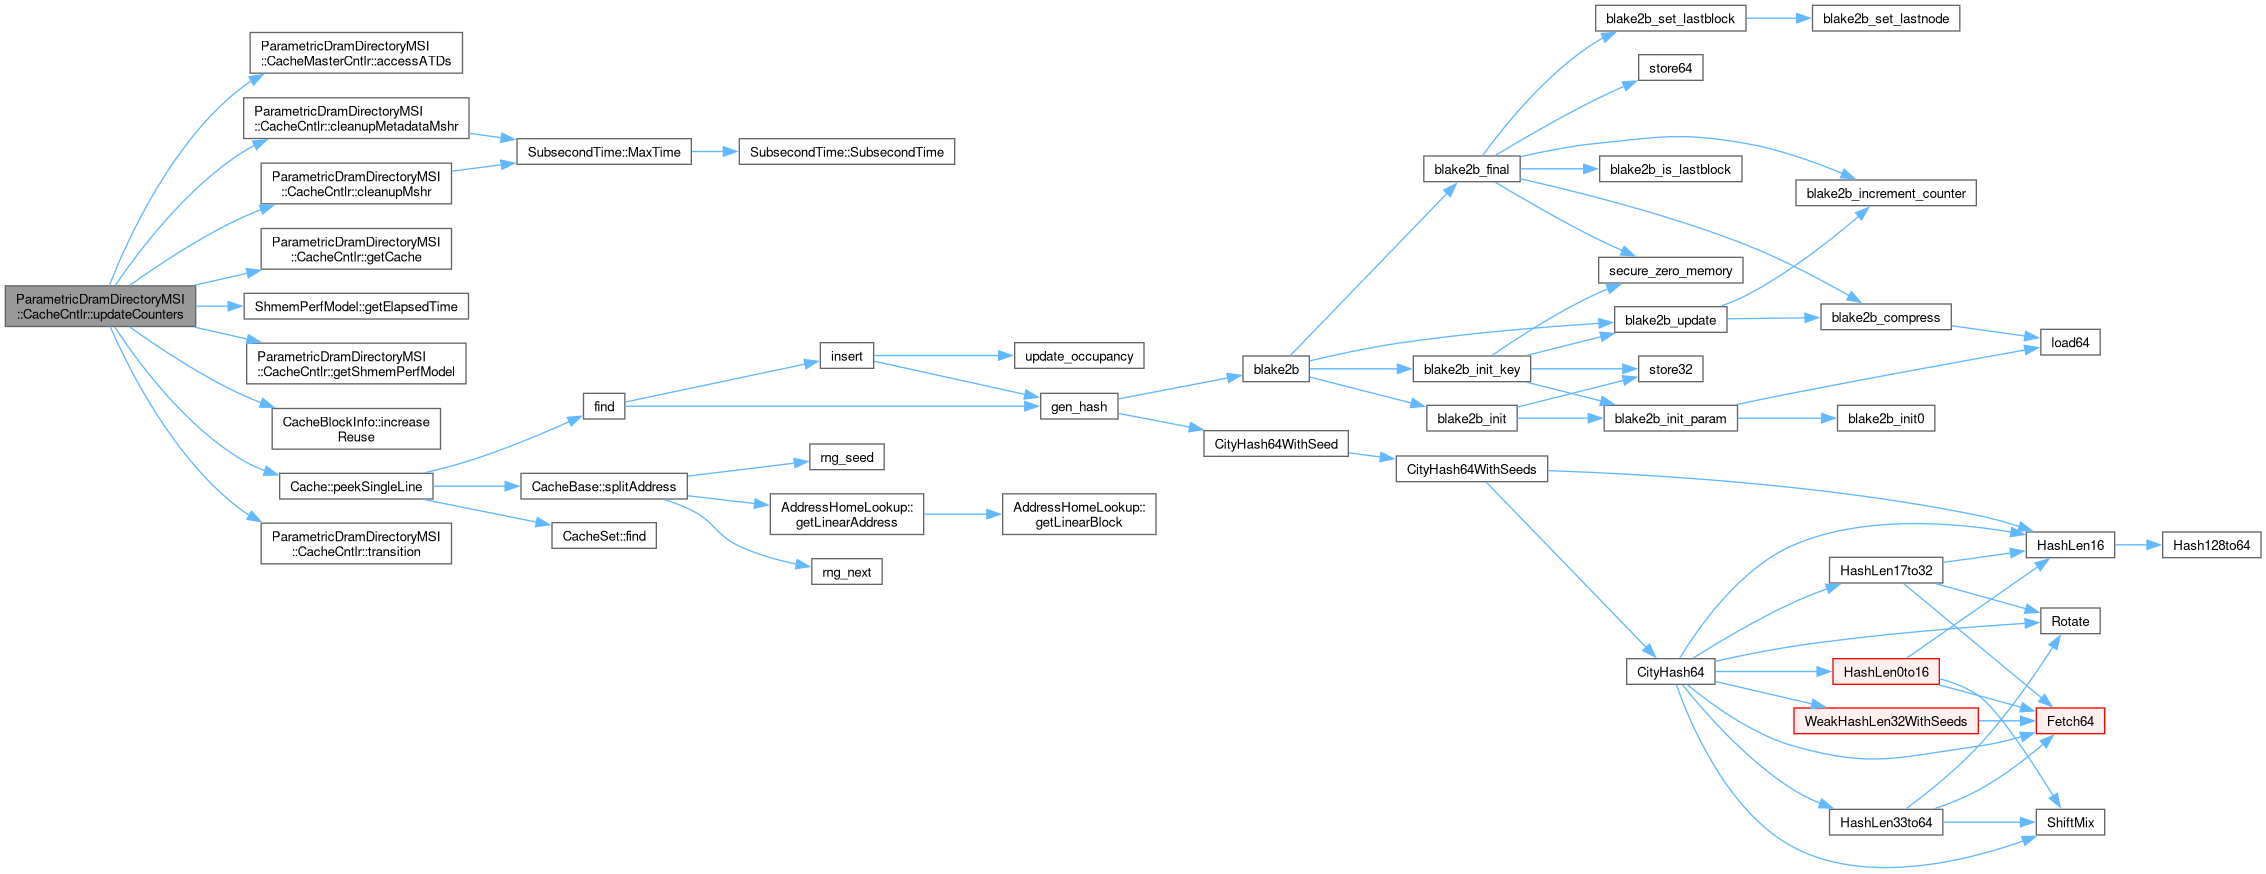 ParametricDramDirectoryMSI
::CacheCntlr::updateCounters
ParametricDramDirectoryMSI
::CacheMasterCntlr::accessATDs
ParametricDramDirectoryMSI
::CacheCntlr::cleanupMetadataMshr
ParametricDramDirectoryMSI
::CacheCntlr::cleanupMshr
ParametricDramDirectoryMSI
::CacheCntlr::getCache
ShmemPerfModel::getElapsedTime
ParametricDramDirectoryMSI
::CacheCntlr::getShmemPerfModel
CacheBlockInfo::increase
Reuse
Cache::peekSingleLine
ParametricDramDirectoryMSI
::CacheCntlr::transition
SubsecondTime::MaxTime
SubsecondTime::SubsecondTime
find
CacheBase::splitAddress
CacheSet::find
insert
update_occupancy
gen_hash
rng_seed
AddressHomeLookup::
getLinearAddress
AddressHomeLookup::
getLinearBlock
rng_next
blake2b
CityHash64WithSeed
blake2b_final
blake2b_init_key
blake2b_init
CityHash64WithSeeds
blake2b_set_lastblock
blake2b_set_lastnode
store64
blake2b_is_lastblock
blake2b_increment_counter
secure_zero_memory
blake2b_update
blake2b_compress
load64
store32
blake2b_init_param
blake2b_init0
CityHash64
HashLen16
Hash128to64
HashLen17to32
Rotate
HashLen0to16
WeakHashLen32WithSeeds
Fetch64
HashLen33to64
ShiftMix